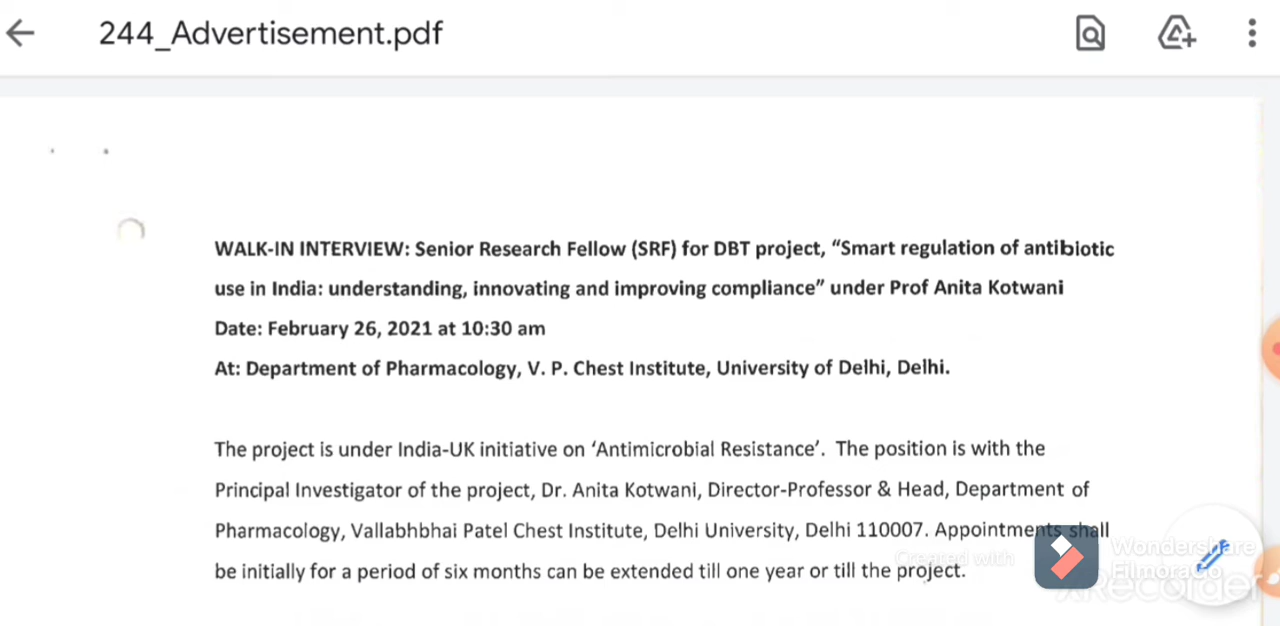 244_Advertisement.pdf
WALK-IN INTERVIEW: Senior Research Fellow (SRF) for DBT project, “Smart regulation of antibiotic
use in India: understanding, innovating and improving compliance” under Prof Anita Kotwani
Date: February 26, 2021 at 10:30 am
At: Department of Pharmacology, V. P. Chest Institute, University of Delhi, Delhi.
The project is under India-UK initiative on ‘Antimicrobial Resistance’. The position is with the
Principal Investigator of the project, Dr. Anita Kotwani, Director-Professor & Head, Department of
Pharmacology, Vallabhbhai Patel Chest Institute, Delhi University, Delhi 110007. Appointments shall
be initially for a period of six months can be extended till one year or till the project.
Created with
Wondershare
FilmoraGo
XRecorder